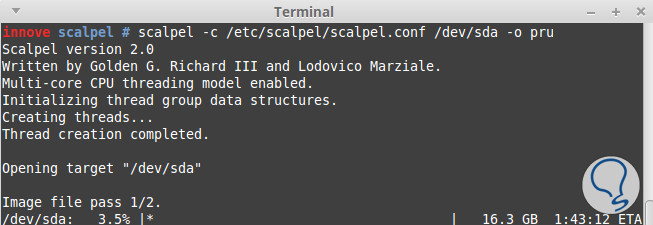 Terminal
innove scalpel # scalpel -c /etc/scalpel/scalpel.conf /dev/sda -o pru
Scalpel version 2.0
Written by Golden G. Richard III and Lodovico Marziale.
Multi-core CPU threading model enabled.
Initializing thread group data structures.
Creating threads...
Thread creation completed.
Opening target "/dev/sda"
Image file pass 1/2.
/dev/sda:   3.5% |*                                     |   16.3 GB  1:43:12 ETA